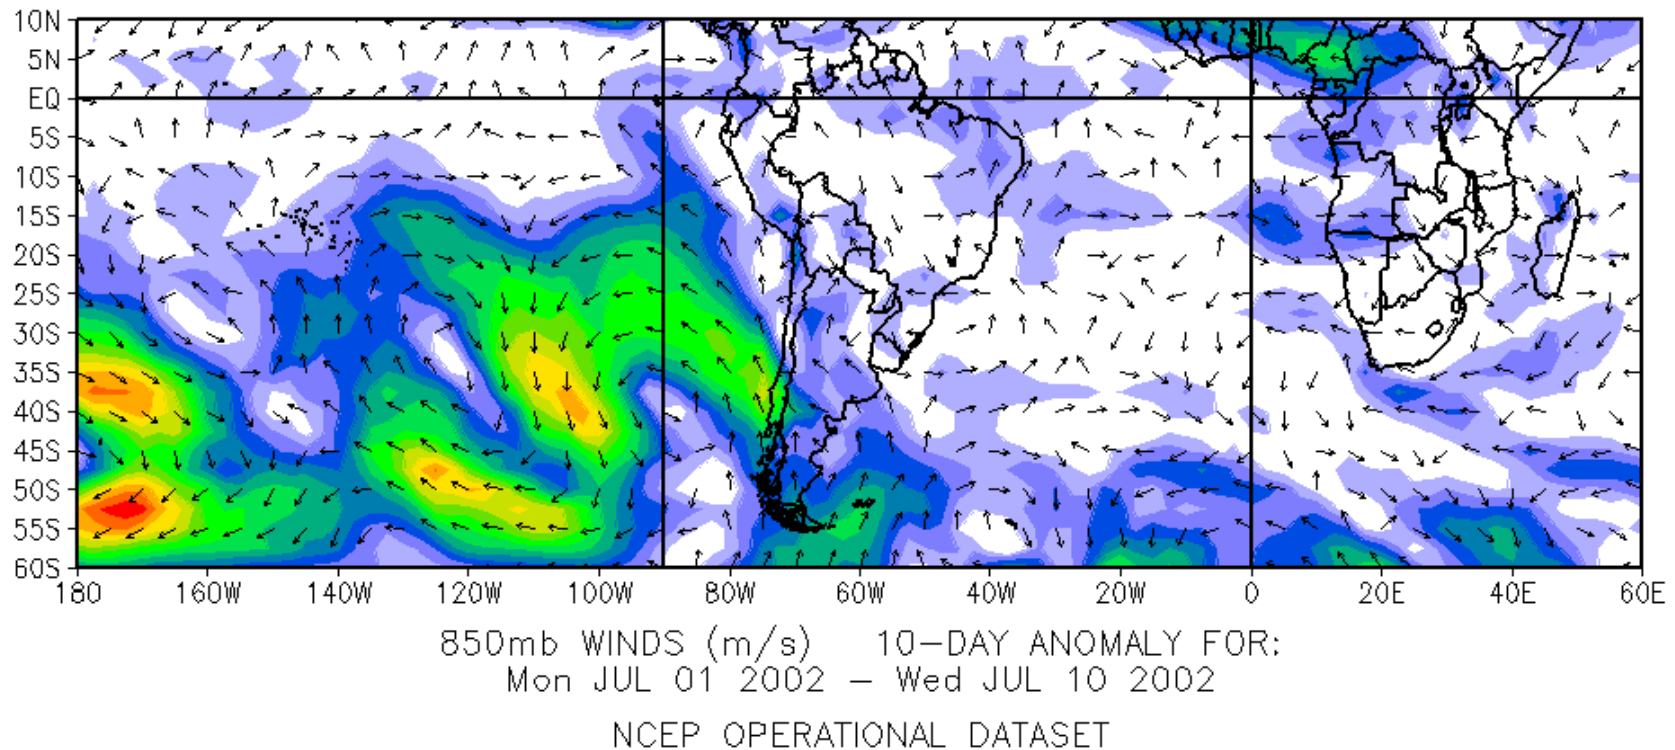 10N
5N
EQ
5S
10S
15S
20S
25S
30S
35S
40S
45S
50S
55S
60S
180 160W 140W 120W 100W 80W 60W 40W 20W 0 20E 40E 60E
850mb WINDS (m/s) 10-DAY ANOMALY FOR:
Mon JUL 01 2002 - Wed JUL 10 2002
NCEP OPERATIONAL DATASET